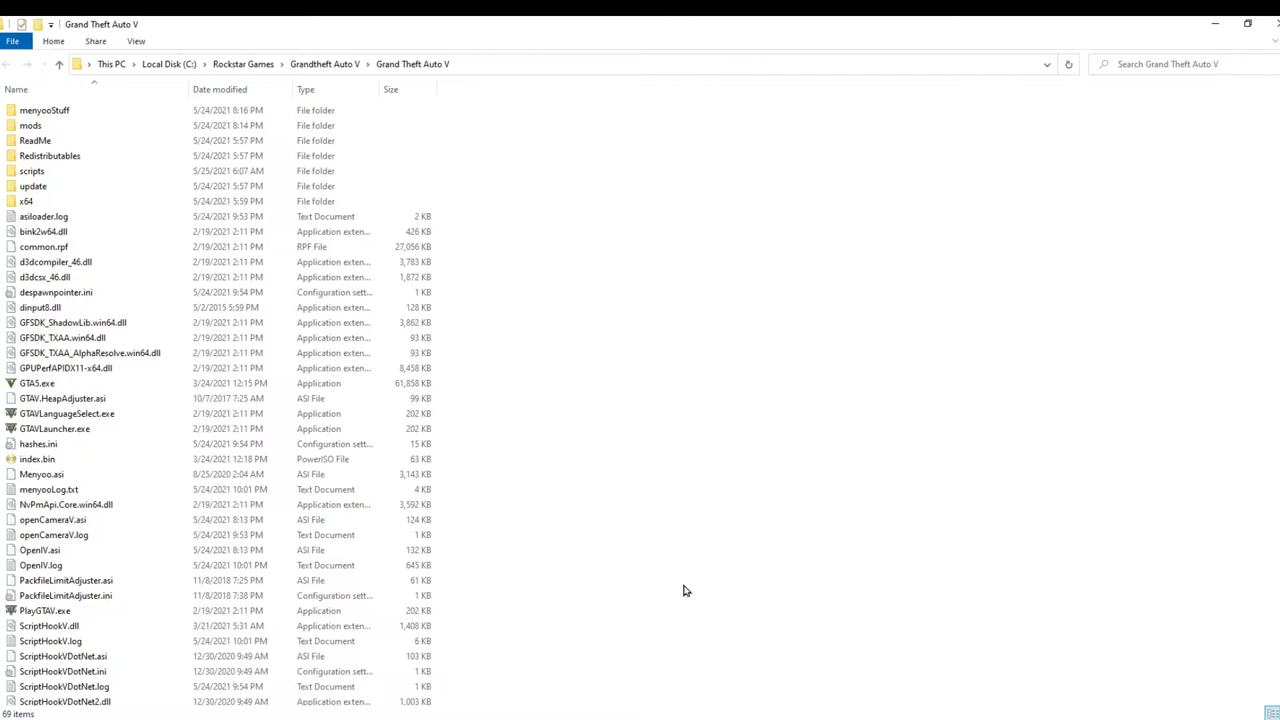 Grand Theft Auto V
File Home Share View
This PC Local Disk (C:) Rockstar Games Grandtheft Auto V Grand Theft Auto V Search Grand Theft Auto V
Name Date modified Type Size
menyooStuff 5/24/2021 8:16 PM File folder
mods 5/24/2021 8:14 PM File folder
ReadMe 5/24/2021 5:57 PM File folder
Redistributables 5/24/2021 5:57 PM File folder
scripts 5/25/2021 6:07 AM File folder
update 5/24/2021 5:57 PM File folder
x64 5/24/2021 5:59 PM File folder
asiloader.log 5/24/2021 9:53 PM Text Document 2 KB
bink2w64.dll 2/19/2021 2:11 PM Application exten... 426 KB
common.rpf 2/19/2021 2:11 PM RPF File 27,056 KB
d3dcompiler_46.dll 2/19/2021 2:11 PM Application exten... 3,783 KB
d3dcsx_46.dll 2/19/2021 2:11 PM Application exten... 1,872 KB
despawnpointer.ini 5/24/2021 9:54 PM Configuration sett... 1 KB
dinput8.dll 5/2/2015 5:59 PM Application exten... 128 KB
GFSDK_ShadowLib.win64.dll 2/19/2021 2:11 PM Application exten... 3,862 KB
GFSDK_TXAA.win64.dll 2/19/2021 2:11 PM Application exten... 93 KB
GFSDK_TXAA_AlphaResolve.win64.dll 2/19/2021 2:11 PM Application exten... 93 KB
GPUPerfAPIDX11-x64.dll 2/19/2021 2:11 PM Application exten... 8,458 KB
GTA5.exe 3/24/2021 12:15 PM Application 61,858 KB
GTAV.HeapAdjuster.asi 10/7/2017 7:25 AM ASI File 99 KB
GTAVLanguageSelect.exe 2/19/2021 2:11 PM Application 202 KB
GTAVLauncher.exe 2/19/2021 2:11 PM Application 202 KB
hashes.ini 5/24/2021 9:54 PM Configuration sett... 15 KB
index.bin 3/24/2021 12:18 PM PowerISO File 63 KB
Menyoo.asi 8/25/2020 2:04 AM ASI File 3,143 KB
menyooLog.txt 5/24/2021 10:01 PM Text Document 4 KB
NvPmApi.Core.win64.dll 2/19/2021 2:11 PM Application exten... 3,592 KB
openCameraV.asi 5/24/2021 8:13 PM ASI File 124 KB
openCameraV.log 5/24/2021 8:13 PM Text Document 1 KB
OpenIV.asi 5/24/2021 8:13 PM ASI File 132 KB
OpenIV.log 5/24/2021 10:01 PM Text Document 645 KB
PackfileLimitAdjuster.asi 11/8/2018 7:25 PM ASI File 61 KB
PackfileLimitAdjuster.ini 11/8/2018 7:38 PM Configuration sett... 1 KB
PlayGTAV.exe 2/19/2021 2:11 PM Application 202 KB
ScriptHookV.dll 3/21/2021 5:31 AM Application exten... 1,408 KB
ScriptHookV.log 5/24/2021 10:01 PM Text Document 6 KB
ScriptHookVDotNet.asi 12/30/2020 9:49 AM ASI File 103 KB
ScriptHookVDotNet.ini 12/30/2020 9:49 AM Configuration sett... 1 KB
ScriptHookVDotNet.log 5/24/2021 9:54 PM Text Document 1 KB
ScriptHookVDotNet2.dll 12/30/2020 9:49 AM Application exten... 1,003 KB
69 items